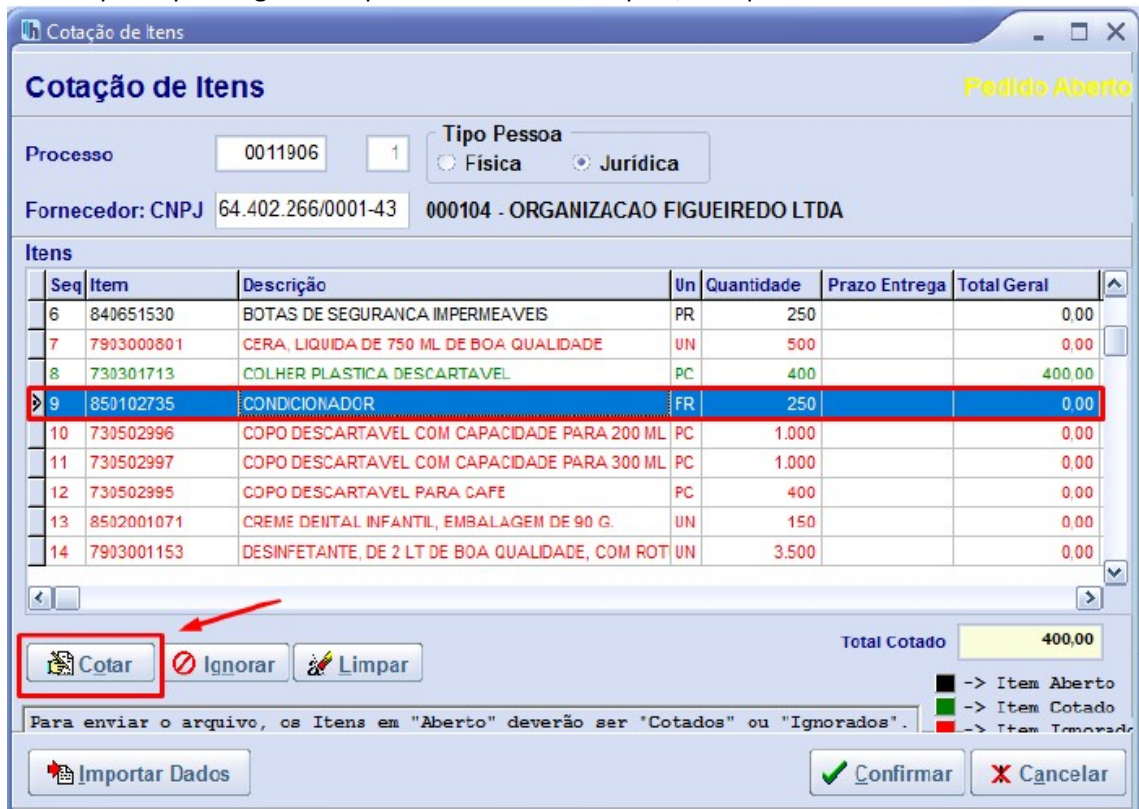 Cotação de Itens
Cotação de Itens
Pedido Aberto
Processo 0011906 1
Tipo Pessoa
Física Jurídica
Fornecedor: CNPJ 64.402.266/0001-43 000104 - ORGANIZACAO FIGUEIREDO LTDA
Itens
Seq Item Descrição Un Quantidade Prazo Entrega Total Geral
6 840651530 BOTAS DE SEGURANCA IMPERMEAVEIS PR 250 0,00
7 7903000801 CERA, LIQUIDA DE 750 ML DE BOA QUALIDADE UN 500 0,00
8 730301713 COLHER PLASTICA DESCARTAVEL PC 400 400,00
9 850102735 CONDICIONADOR FR 250 0,00
10 730502996 COPO DESCARTAVEL COM CAPACIDADE PARA 200 ML PC 1.000 0,00
11 730502997 COPO DESCARTAVEL COM CAPACIDADE PARA 300 ML PC 1.000 0,00
12 730502995 COPO DESCARTAVEL PARA CAFE PC 400 0,00
13 8502001071 CREME DENTAL INFANTIL, EMBALAGEM DE 90 G. UN 150 0,00
14 7903001153 DESINFETANTE, DE 2 LT DE BOA QUALIDADE, COM ROT UN 3.500 0,00
Total Cotado 400,00
Cotar Ignorar Limpar
-> Item Aberto
-> Item Cotado
-> Item Ignorado
Para enviar o arquivo, os Itens em "Aberto" deverão ser "Cotados" ou "Ignorados".
Importar Dados Confirmar Cancelar